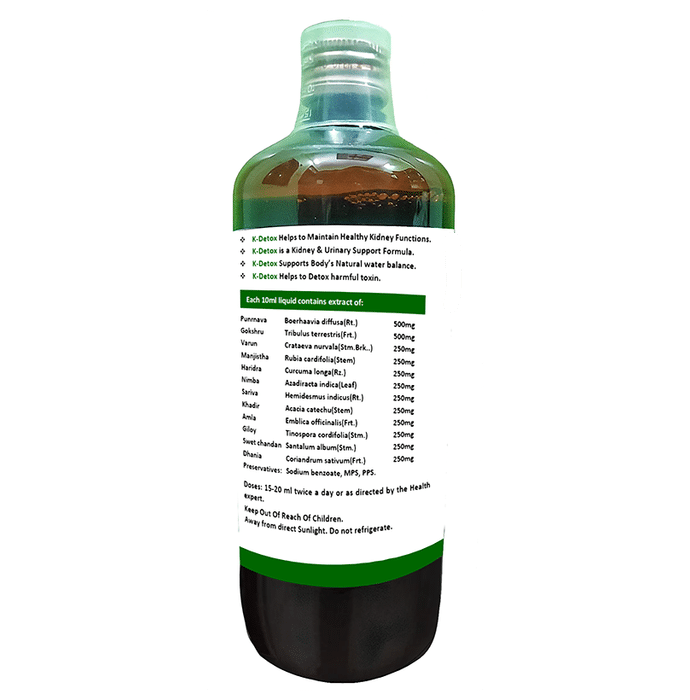 ❖ K-Detox Helps to Maintain Healthy Kidney Functions.
❖ K-Detox is a Kidney & Urinary Support Formula.
❖ K-Detox Supports Body's Natural water balance.
❖ K-Detox Helps to Detox harmful toxin.
Each 10ml liquid contains extract of:
Punrnava Boerhaavia diffusa(Rt.) 500mg
Gokshru Tribulus terrestris(Frt.) 500mg
Varun Crataeva nurvala(Stm.Brk..) 250mg
Manjistha Rubia cardifolia(Stem) 250mg
Haridra Curcuma longa(Rz.) 250mg
Nimba Azadiracta indica(Leaf) 250mg
Sariva Hemidesmus indicus(Rt.) 250mg
Khadir Acacia catechu(Stem) 250mg
Amla Emblica officinalis(Frt.) 250mg
Giloy Tinospora cordifolia(Stm.) 250mg
Swet chandan Santalum album(Stm.) 250mg
Dhania Coriandrum sativum(Frt.) 250mg
Preservatives: Sodium benzoate, MPS, PPS.
Doses: 15-20 ml twice a day or as directed by the Health
expert.
Keep Out Of Reach Of Children.
Away from direct Sunlight. Do not refrigerate.